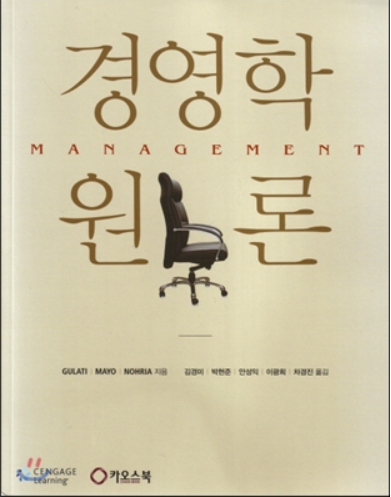 경영학
MANAGEMENT
원론
GULATI | MAYO | NOHRIA 지음 김경미 | 박현준 | 안상익 | 이광희 | 차경진 옮김
CENGAGE
Learning
카오스북